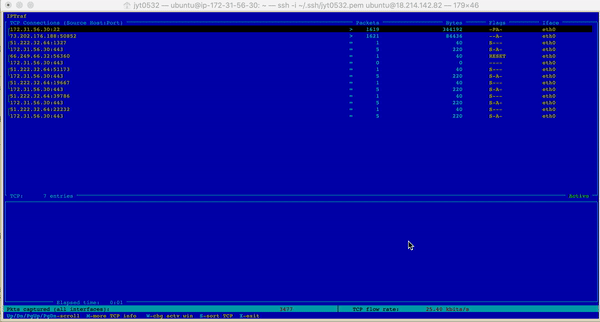 jyt0532 — ubuntu@ip-172-31-56-30: ~ — ssh -i ~/.ssh/jyt0532.pem ubuntu@18.214.142.82 — 179×46
IPTraf
TCP Connections (Source Host:Port) Packets Bytes Flags Iface
172.31.56.30:22 > 1619 344192 -PA- eth0
73.202.174.188:50852 > 1621 84436 --A- eth0
51.222.32.64:1327 = 1 60 S--- eth0
172.31.56.30:443 = 5 220 S-A- eth0
66.249.66.32:56360 = 1 40 RESET eth0
172.31.56.30:443 = 0 0 ---- eth0
51.222.32.64:51173 = 1 60 S--- eth0
172.31.56.30:443 = 5 220 S-A- eth0
51.222.32.64:19467 = 1 60 S--- eth0
172.31.56.30:443 = 5 220 S-A- eth0
51.222.32.64:39786 = 1 60 S--- eth0
172.31.56.30:443 = 5 220 S-A- eth0
51.222.32.64:22232 = 1 60 S--- eth0
172.31.56.30:443 = 5 220 S-A- eth0
TCP: 7 entries Active
Elapsed time: 0:01
Pkts captured (all interfaces): 3477 TCP flow rate: 25.40 kbits/s
Up/Dn/PgUp/PgDn-scroll M-more TCP info W-chg actv win S-sort TCP X-exit